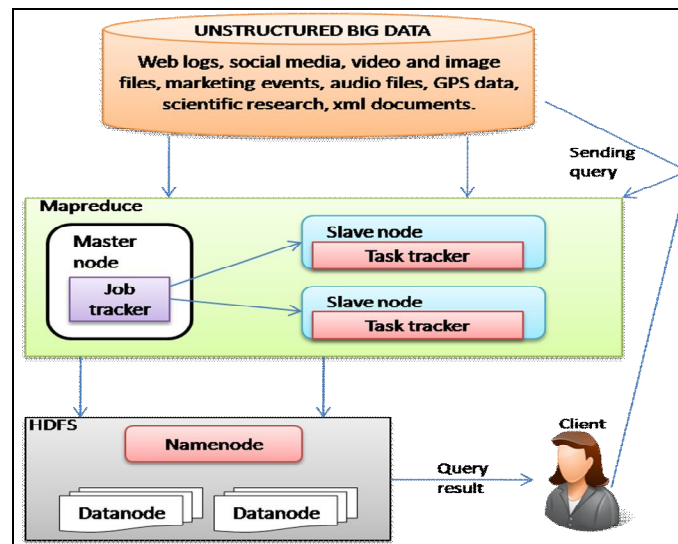 UNSTRUCTURED BIG DATA
Web logs, social media, video and image
files, marketing events, audio files, GPS data,
scientific research, xml documents.
Sending
query
Mapreduce
Master
node
Job
tracker
Slave node
Task tracker
Slave node
Task tracker
HDFS
Namenode
Datanode
Datanode
Query
result
Client